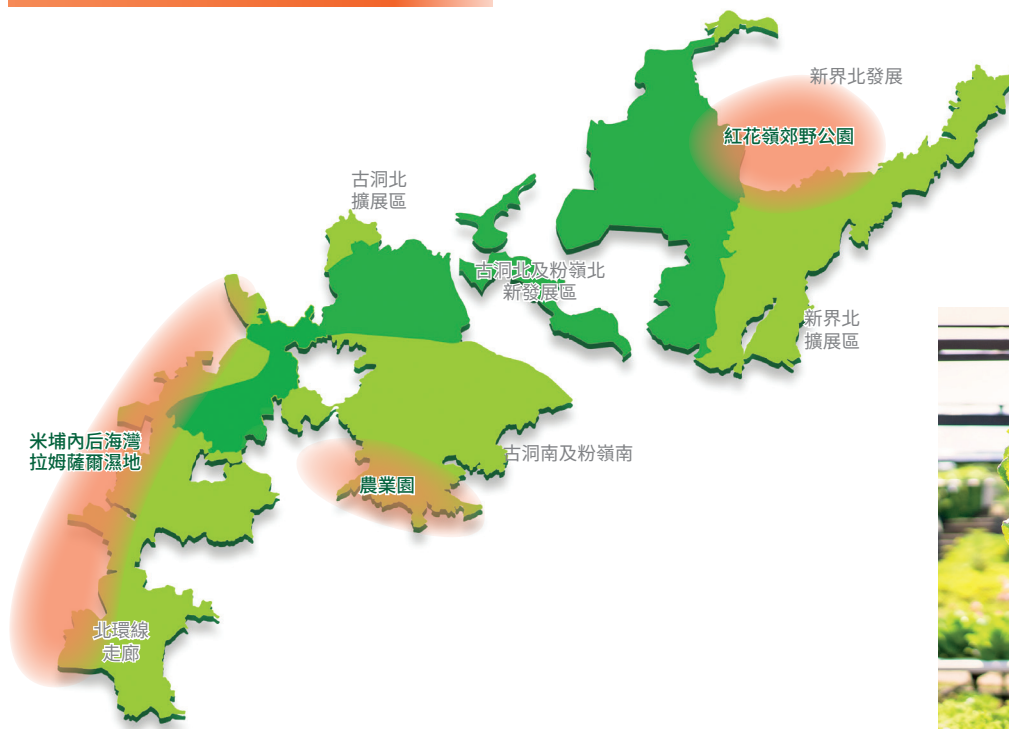 新界北發展
紅花嶺郊野公園
古洞北
擴展區
古洞北及粉嶺北
新發展區
新界北
擴展區
米埔內后海灣
拉姆薩爾濕地
古洞南及粉嶺南
農業園
北環線
走廊